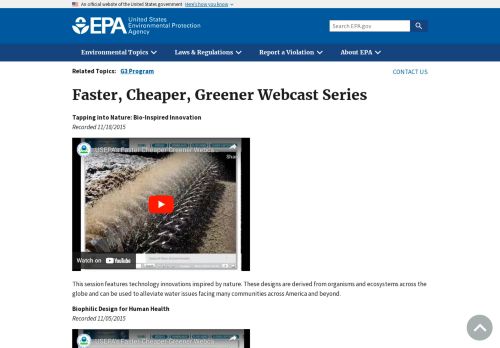 An official website of the United States government Here's how you know
EPA United States
Environmental Protection
Agency
Search EPA.gov
Environmental Topics Laws & Regulations Report a Violation About EPA
Related Topics: G3 Program CONTACT US
Faster, Cheaper, Greener Webcast Series
Tapping into Nature: Bio-Inspired Innovation
Recorded 11/18/2015
USEPA's Faster Cheaper Greener Webca...
Shar
Watch on YouTube
This session features technology innovations inspired by nature. These designs are derived from organisms and ecosystems across the
globe and can be used to alleviate water issues facing many communities across America and beyond.
Biophilic Design for Human Health
Recorded 11/05/2015
USEPA's Faster Cheaper Greener Webca...